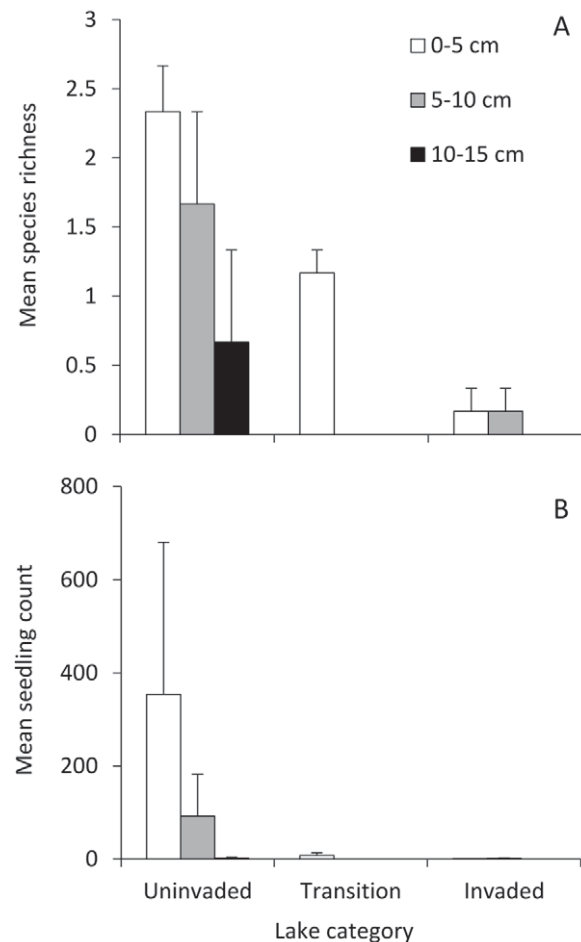 A
Mean species richness
3
2.5
2
1.5
1
0.5
0
0-5 cm
5-10 cm
10-15 cm
B
Mean seedling count
800
600
400
200
0
Uninvaded Transition Invaded
Lake category